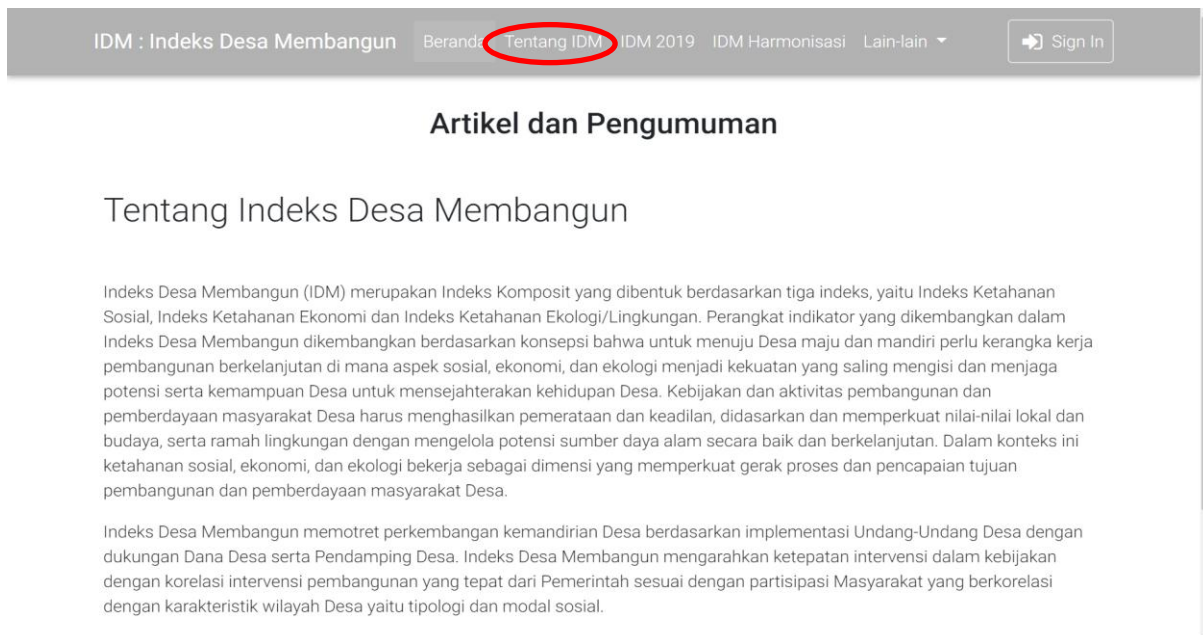 IDM : Indeks Desa Membangun Beranda Tentang IDM IDM 2019 IDM Harmonisasi Lain-lain Sign In
Artikel dan Pengumuman
Tentang Indeks Desa Membangun
Indeks Desa Membangun (IDM) merupakan Indeks Komposit yang dibentuk berdasarkan tiga indeks, yaitu Indeks Ketahanan
Sosial, Indeks Ketahanan Ekonomi dan Indeks Ketahanan Ekologi/Lingkungan. Perangkat indikator yang dikembangkan dalam
Indeks Desa Membangun dikembangkan berdasarkan konsepsi bahwa untuk menuju Desa maju dan mandiri perlu kerangka kerja
pembangunan berkelanjutan di mana aspek sosial, ekonomi, dan ekologi menjadi kekuatan yang saling mengisi dan menjaga
potensi serta kemampuan Desa untuk mensejahterakan kehidupan Desa. Kebijakan dan aktivitas pembangunan dan
pemberdayaan masyarakat Desa harus menghasilkan pemerataan dan keadilan, didasarkan dan memperkuat nilai-nilai lokal dan
budaya, serta ramah lingkungan dengan mengelola potensi sumber daya alam secara baik dan berkelanjutan. Dalam konteks ini
ketahanan sosial, ekonomi, dan ekologi bekerja sebagai dimensi yang memperkuat gerak proses dan pencapaian tujuan
pembangunan dan pemberdayaan masyarakat Desa.
Indeks Desa Membangun memotret perkembangan kemandirian Desa berdasarkan implementasi Undang-Undang Desa dengan
dukungan Dana Desa serta Pendamping Desa. Indeks Desa Membangun mengarahkan ketepatan intervensi dalam kebijakan
dengan korelasi intervensi pembangunan yang tepat dari Pemerintah sesuai dengan partisipasi Masyarakat yang berkorelasi
dengan karakteristik wilayah Desa yaitu tipologi dan modal sosial.